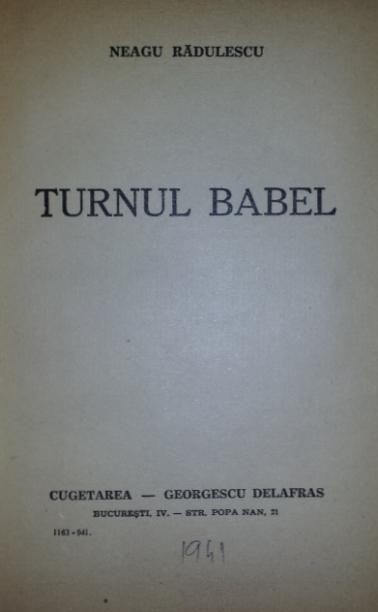 NEAGU RĂDULESCU
TURNUL BABEL
CUGETAREA — GEORGESCU DELAFRAS
BUCUREȘTI, IV. — STR. POPA NAN, 21
1163 - 941.
1941